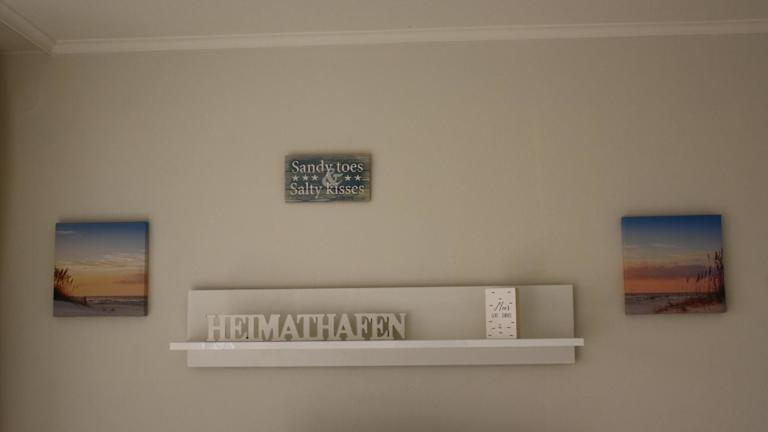 Sandy toes
&
Salty kisses
HEIMATHAFEN